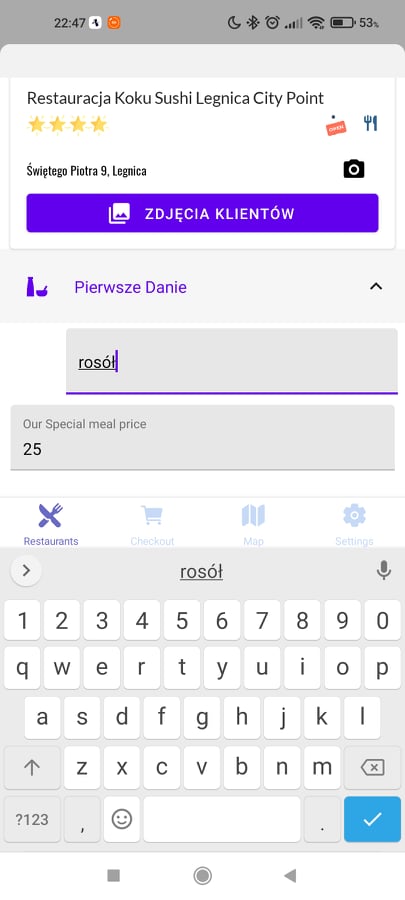 22:47 53%
Restauracja Koku Sushi Legnica City Point
OPEN
Świętego Piotra 9, Legnica
ZDJĘCIA KLIENTÓW
Pierwsze Danie
rosół
Our Special meal price
25
Restaurants Checkout Map Settings
rosół
1 2 3 4 5 6 7 8 9 0
q w e r t y u i o p
a s d f g h j k l
z x c v b n m
?123 , .